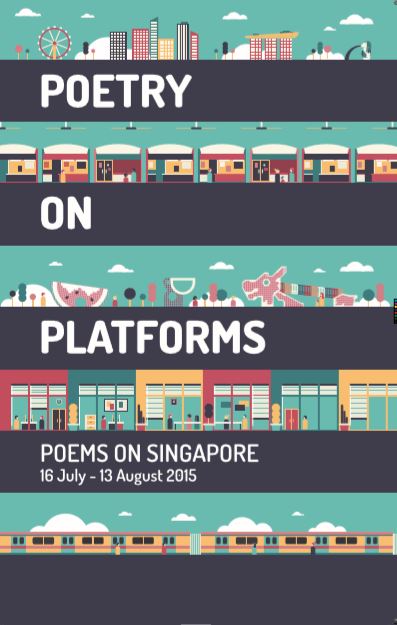 POETRY
ON
PLATFORMS
POEMS ON SINGAPORE
16 July - 13 August 2015